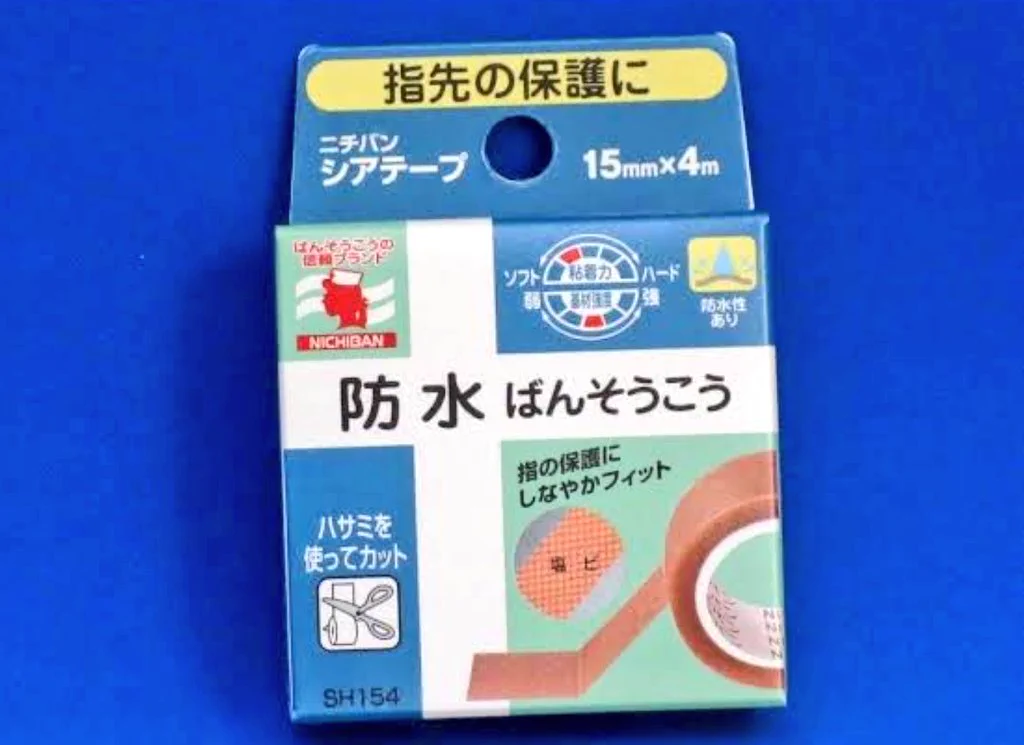 指先の保護に
ニチバン
シアテープ
15mm×4m
ばんそうこうの
信頼ブランド
NICHIBAN
ソフト
弱
粘着力
基材強度
ハード
強
防水性
あり
防水 ばんそうこう
指の保護に
しなやかフィット
塩 ビ
ハサミを
使ってカット
SH154